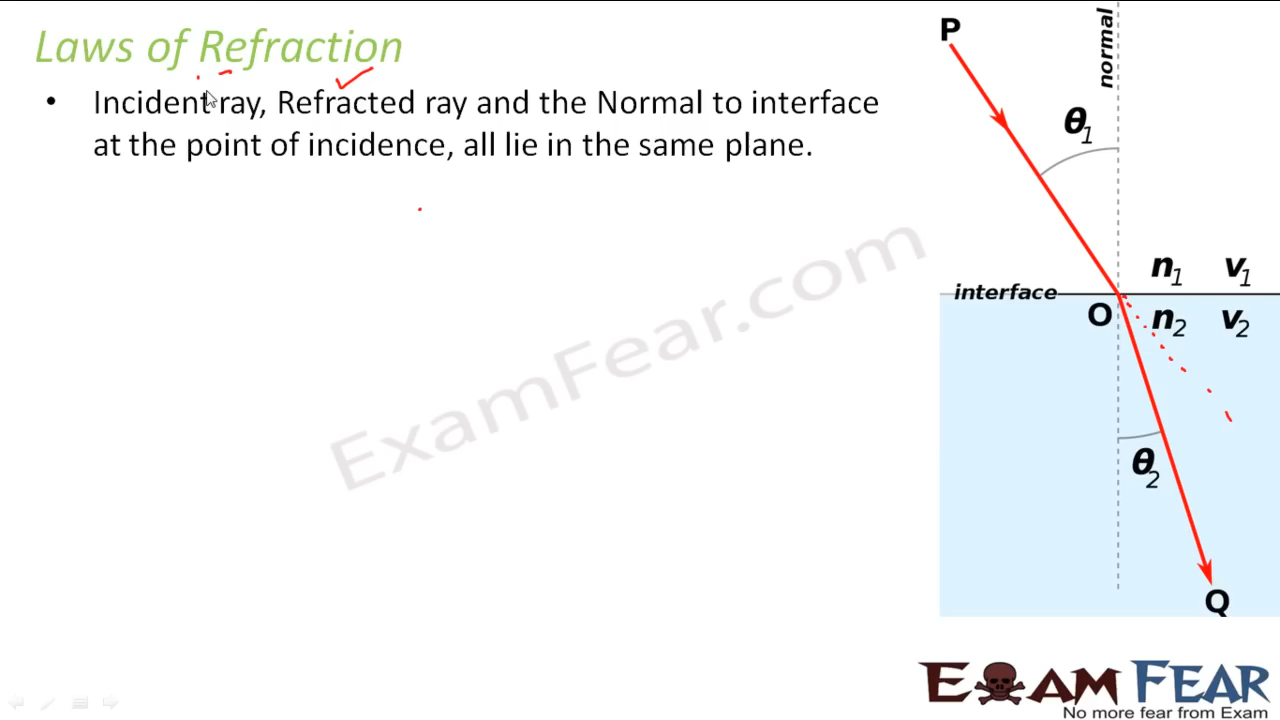 Laws of Refraction
• Incident ray, Refracted ray and the Normal to interface
at the point of incidence, all lie in the same plane.
P
normal
θ1
n1 v1
interface
O
n2 v2
θ2
Q
ExamFear.com
EXAM FEAR
No more fear from Exam